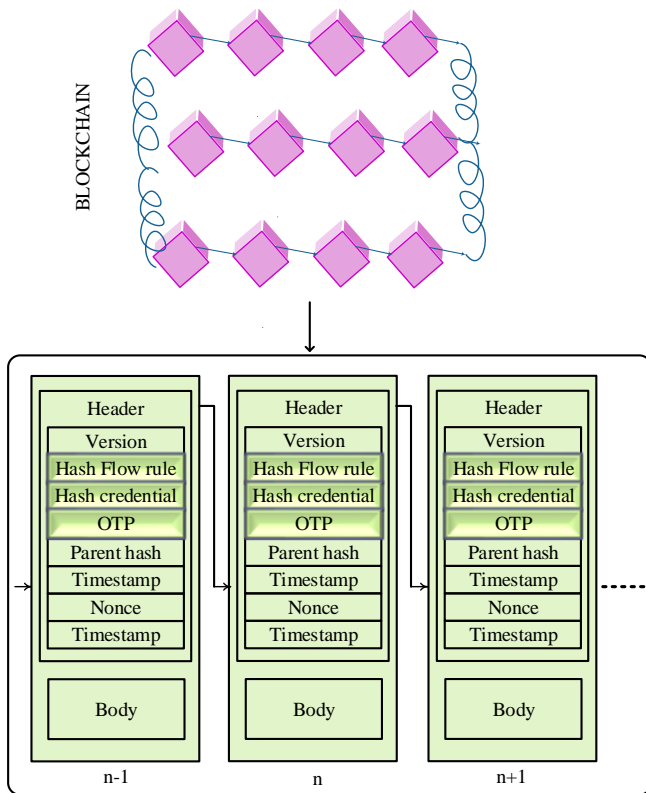 BLOCKCHAIN
Header
Version
Hash Flow rule
Hash credential
OTP
Parent hash
Timestamp
Nonce
Timestamp
Body
n-1
Header
Version
Hash Flow rule
Hash credential
OTP
Parent hash
Timestamp
Nonce
Timestamp
Body
n
Header
Version
Hash Flow rule
Hash credential
OTP
Parent hash
Timestamp
Nonce
Timestamp
Body
n+1